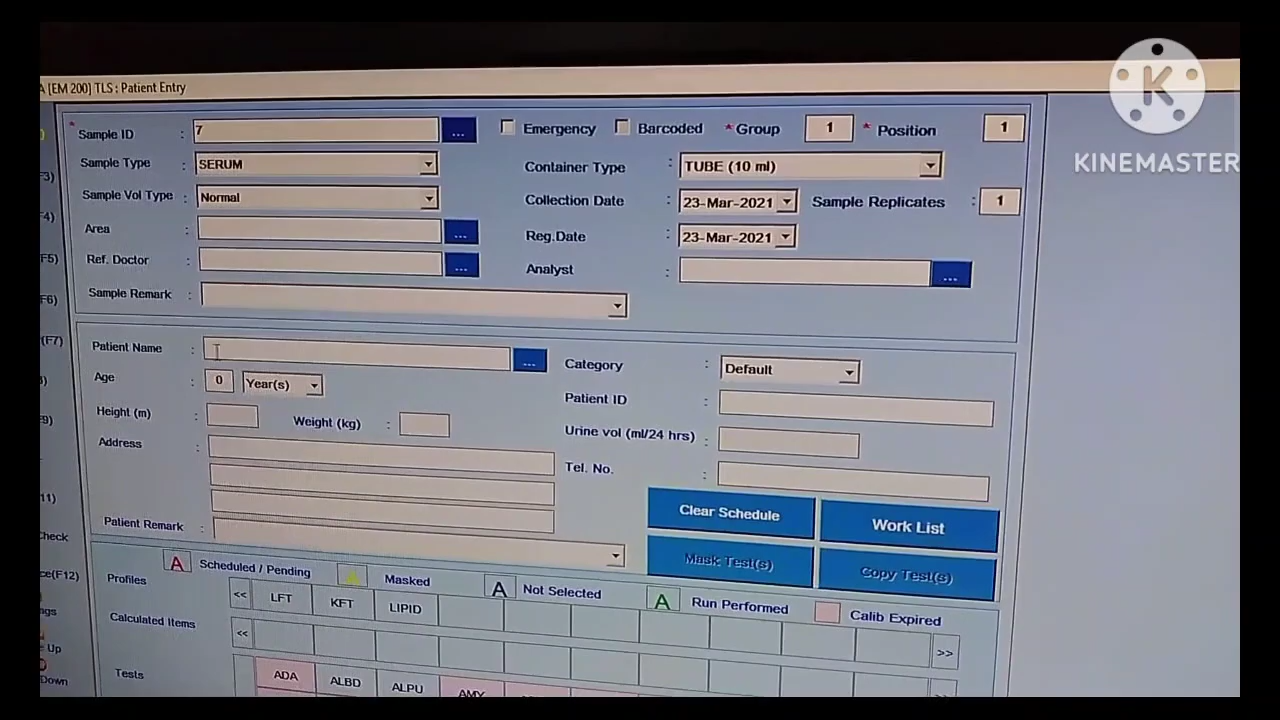 A [EM 200] TLS : Patient Entry
* Sample ID : 7 ... Emergency Barcoded * Group 1 * Position 1
Sample Type : SERUM Container Type : TUBE (10 ml)
Sample Vol Type : Normal Collection Date : 23-Mar-2021 Sample Replicates : 1
Area : ... Reg.Date : 23-Mar-2021
Ref. Doctor : ... Analyst : ...
Sample Remark :
Patient Name : ... Category : Default
Age : 0 Year(s) Patient ID :
Height (m) : Weight (kg) : Urine vol (ml/24 hrs) :
Address : Tel. No. :
Clear Schedule Work List
Patient Remark : Mask Test(s) Copy Test(s)
A Scheduled / Pending A Masked A Not Selected A Run Performed Calib Expired
Profiles << LFT KFT LIPID
Calculated Items << >>
Tests ADA ALBD ALPU AMY >>
F3)
F4)
F5)
F6)
(F7)
F9)
11)
Check
ce(F12)
ngs
Up
Down
K
KINEMASTER